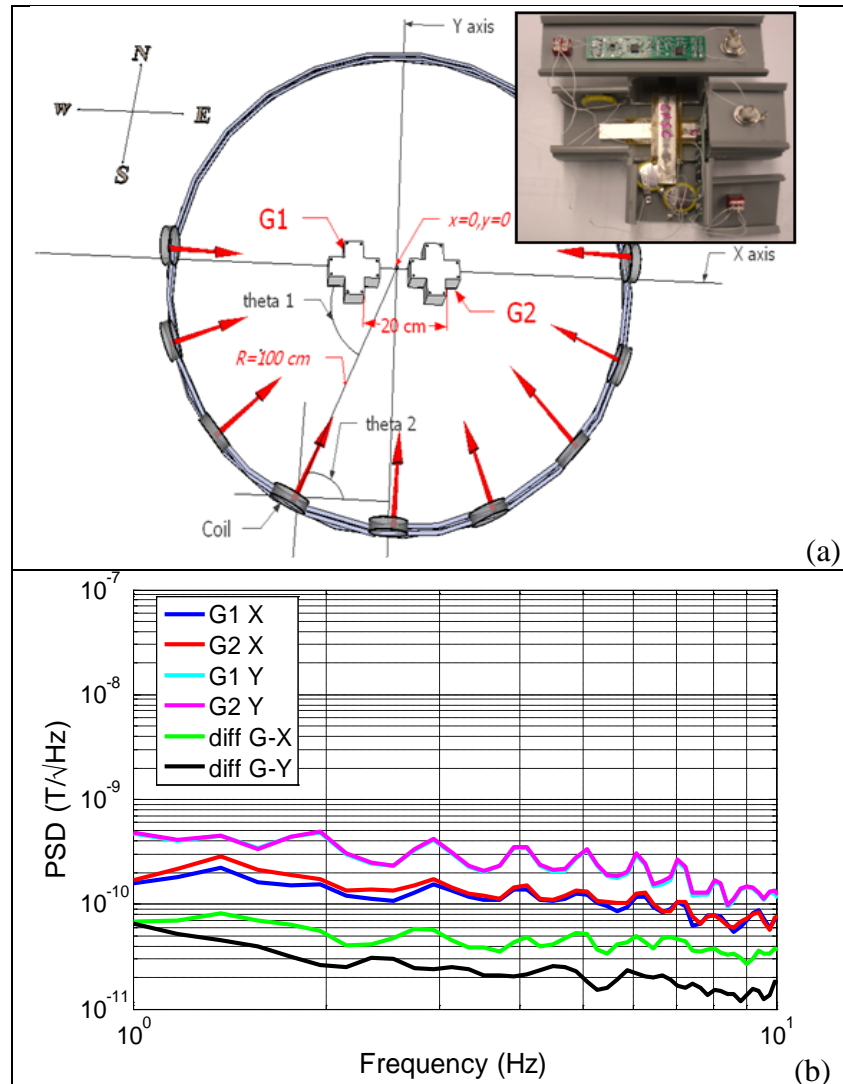 Y axis
N
W
E
S
G1
x=0,y=0
X axis
theta 1
20 cm
G2
R=100 cm
theta 2
Coil
(a)
10^-7
10^-8
10^-9
10^-10
10^-11
PSD (T/√Hz)
G1 X
G2 X
G1 Y
G2 Y
diff G-X
diff G-Y
10^0
10^1
Frequency (Hz)
(b)